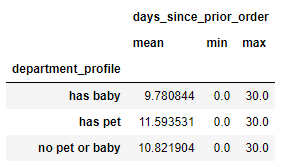 days_since_prior_order
mean min max
department_profile
has baby 9.780844 0.0 30.0
has pet 11.593531 0.0 30.0
no pet or baby 10.821904 0.0 30.0